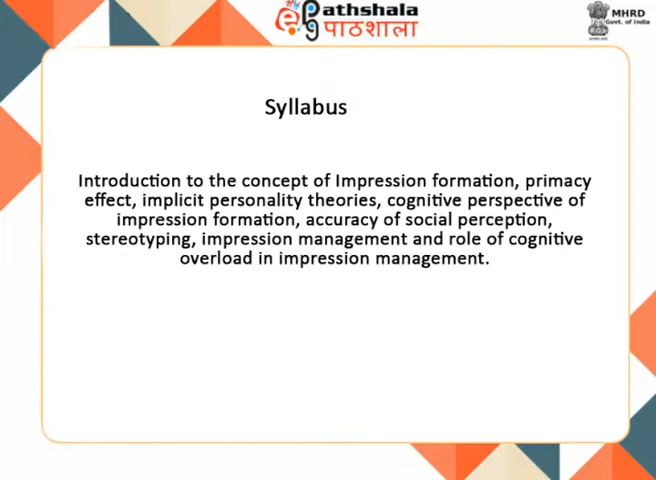 Pathshala
पाठशाला
MHRD
Govt. of India
Syllabus
Introduction to the concept of Impression formation, primacy
effect, implicit personality theories, cognitive perspective of
impression formation, accuracy of social perception,
stereotyping, impression management and role of cognitive
overload in impression management.